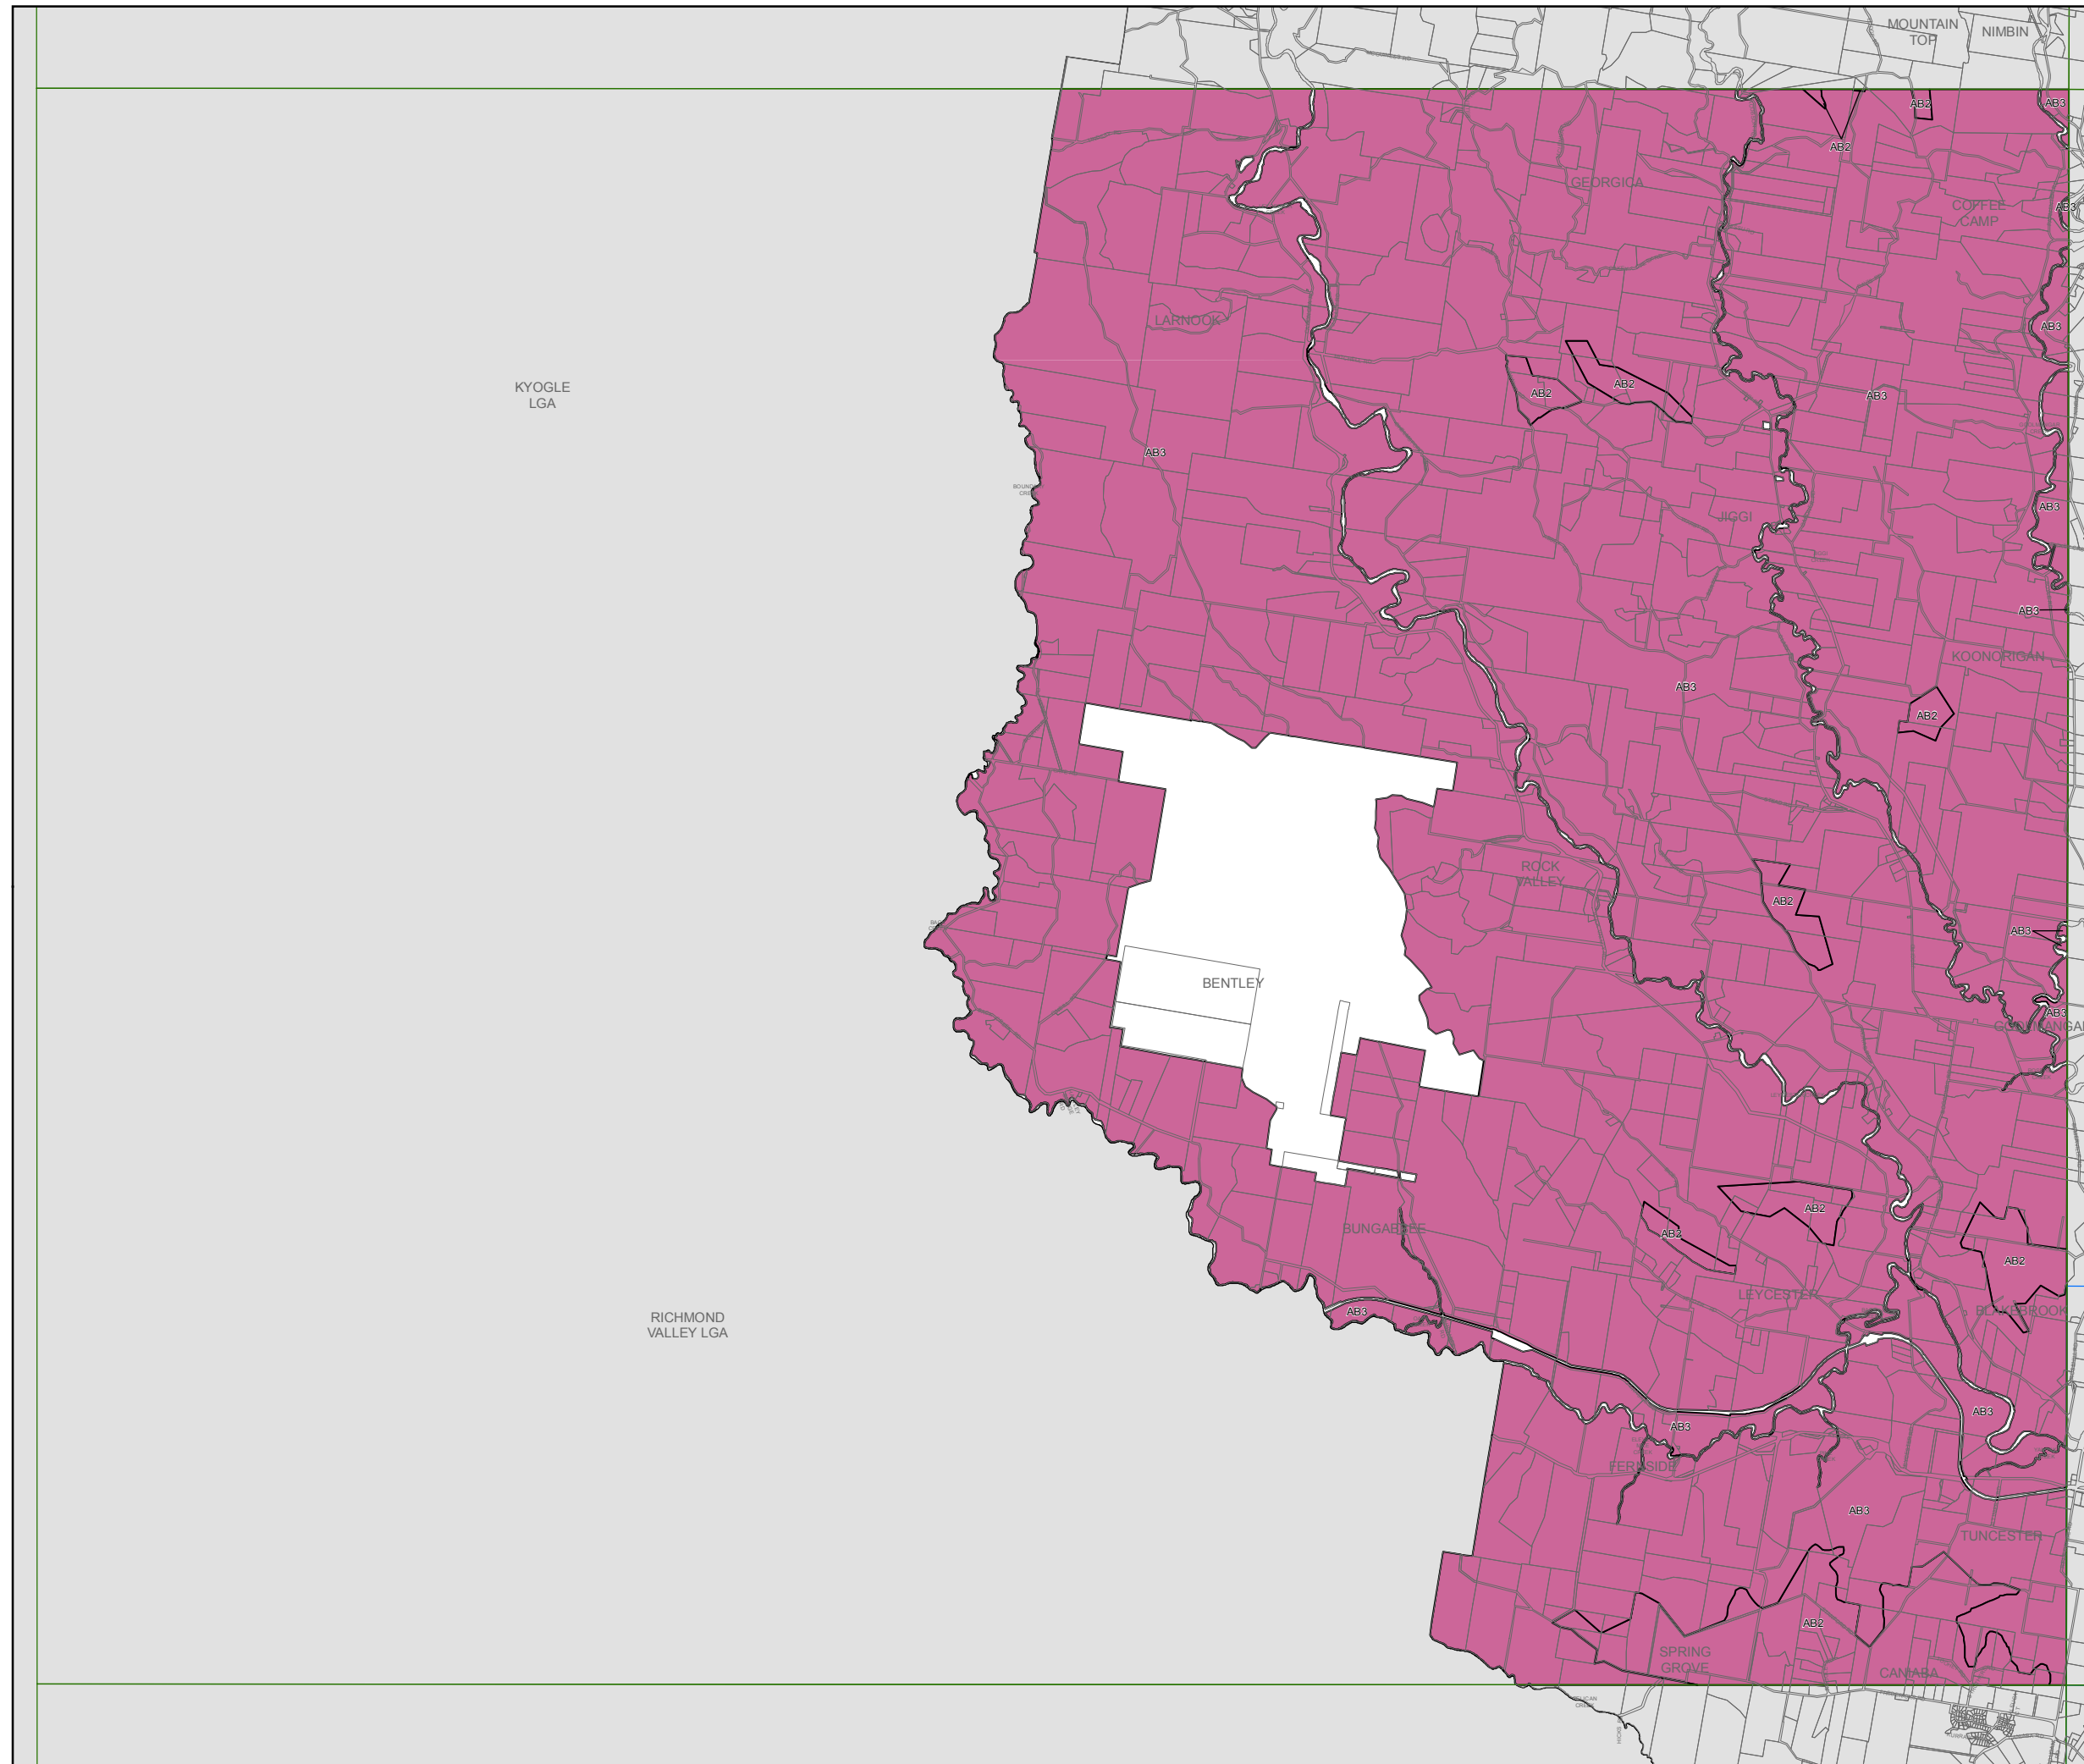 MOUNTAIN
TOP
NIMBIN
AB2
AB3
AB2
GEORGICA
COFFEE
CAMP
AB3
LARNOOK
AB3
KYOGLE
LGA
AB2
AB2
AB3
AB3
JIGGI
AB3
AB3
KOONORIGAN
AB3
AB2
ROCK
VALLEY
AB2
AB3
BENTLEY
AB3
AB2
BUNGABBEE
AB2
AB2
LEYCESTER
AB3
BLAKEBROOK
RICHMOND
VALLEY LGA
AB3
AB3
FERNSIDE
AB3
TUNCESTER
AB2
SPRING
GROVE
CANIABA